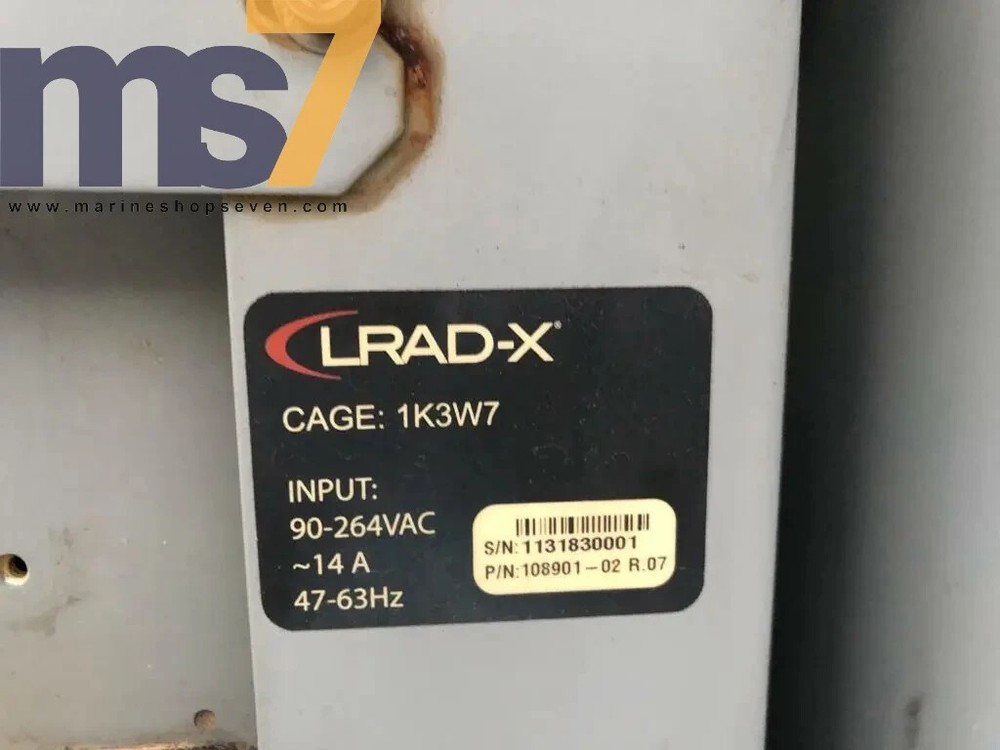 ms7
www.marineshopseven.com
LRAD-X®
CAGE: 1K3W7
INPUT:
90-264VAC
~14 A
47-63Hz
S/N: 1131830001
P/N: 108901-02 R.07